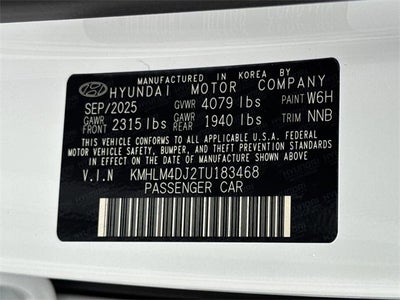 MANUFACTURED IN KOREA BY
HYUNDAI MOTOR COMPANY
SEP/2025 GVWR 4079 lbs PAINT W6H
GAWR FRONT 2315 lbs GAWR REAR 1940 lbs TRIM NNB
THIS VEHICLE CONFORMS TO ALL APPLICABLE U.S.A. FEDERAL
MOTOR VEHICLE SAFETY, BUMPER, AND THEFT PREVENTION STANDARDS
IN EFFECT ON THE DATE OF MANUFACTURE SHOWN ABOVE.
V.I.N KMHLM4DJ2TU183468
PASSENGER CAR